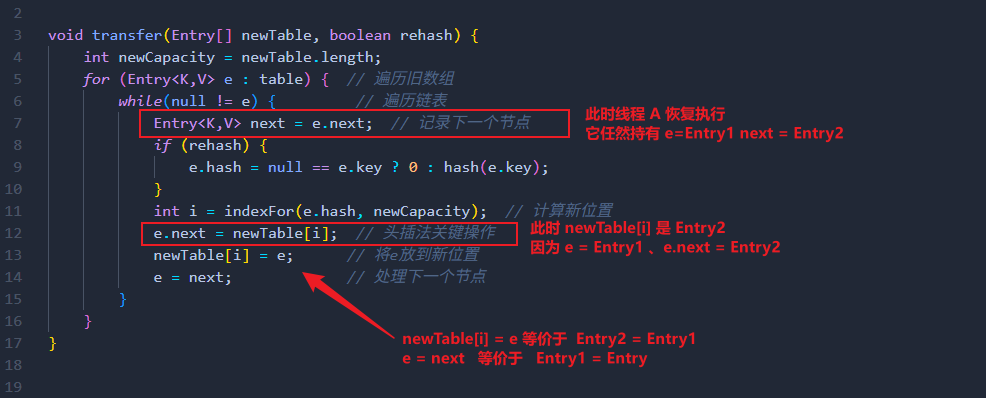 2
3 void transfer(Entry[] newTable, boolean rehash) {
4 int newCapacity = newTable.length;
5 for (Entry<K,V> e : table) { // 遍历旧数组
6 while(null != e) { // 遍历链表
7 Entry<K,V> next = e.next; // 记录下一个节点
此时线程 A 恢复执行
它任然持有 e=Entry1 next = Entry2
8 if (rehash) {
9 e.hash = null == e.key ? 0 : hash(e.key);
10 }
11 int i = indexFor(e.hash, newCapacity); // 计算新位置
12 e.next = newTable[i]; // 头插法关键操作
此时 newTable[i] 是 Entry2
因为 e = Entry1 、e.next = Entry2
13 newTable[i] = e; // 将e放到新位置
14 e = next; // 处理下一个节点
15 }
16 }
newTable[i] = e 等价于 Entry2 = Entry1
e = next 等价于 Entry1 = Entry
17 }
18
19